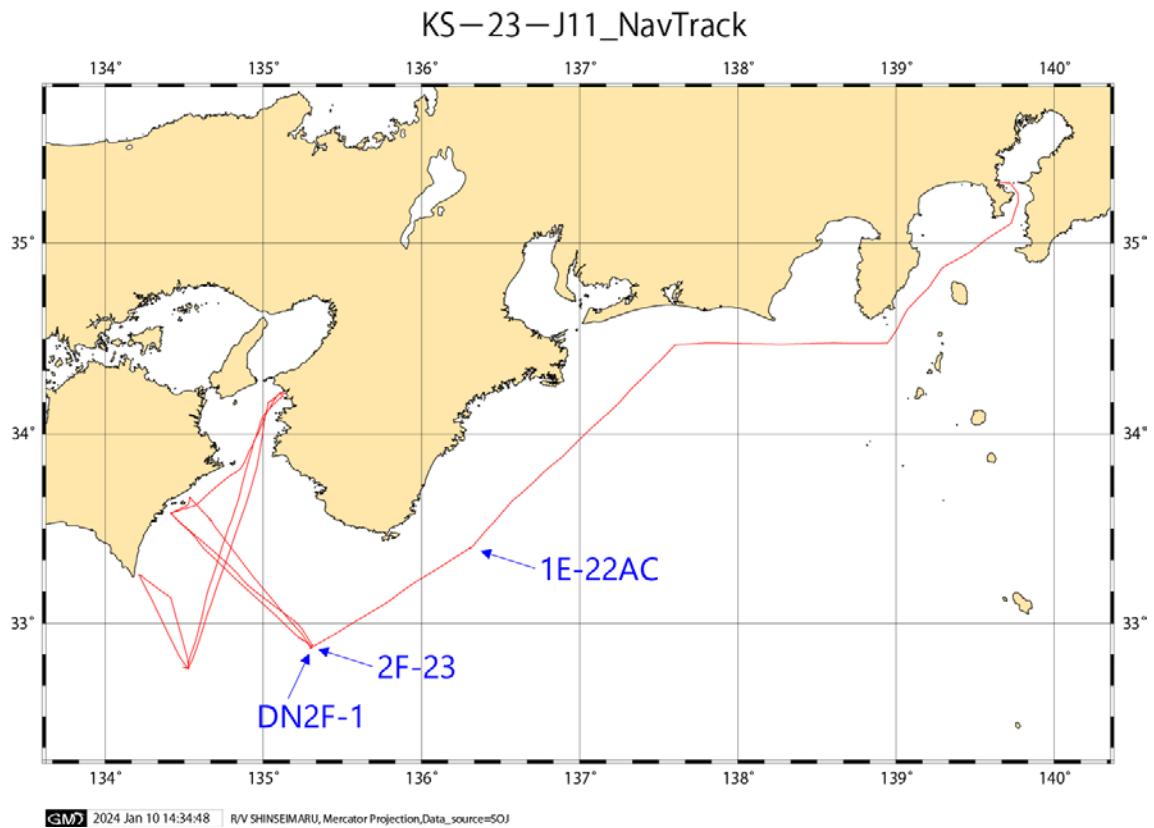 KS－23－J11_NavTrack
134° 135° 136° 137° 138° 139° 140°
35° 35°
34° 34°
1E-22AC
33° 33°
2F-23
DN2F-1
134° 135° 136° 137° 138° 139° 140°
GMT 2024 Jan 10 14:34:48 R/V SHINSEIMARU, Mercator Projection,Data_source=SOJ